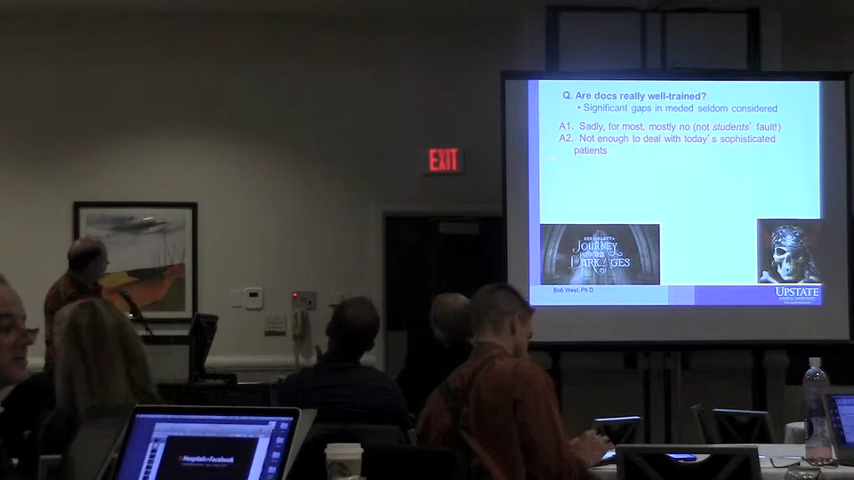 Q. Are docs really well-trained?
• Significant gaps in meded seldom considered
A1. Sadly, for most, mostly no (not students' fault!)
A2. Not enough to deal with today's sophisticated
patients
EXIT
JOURNEY
DARK AGES
Bob West, Ph.D.
UPSTATE
Hospitals+Facebook